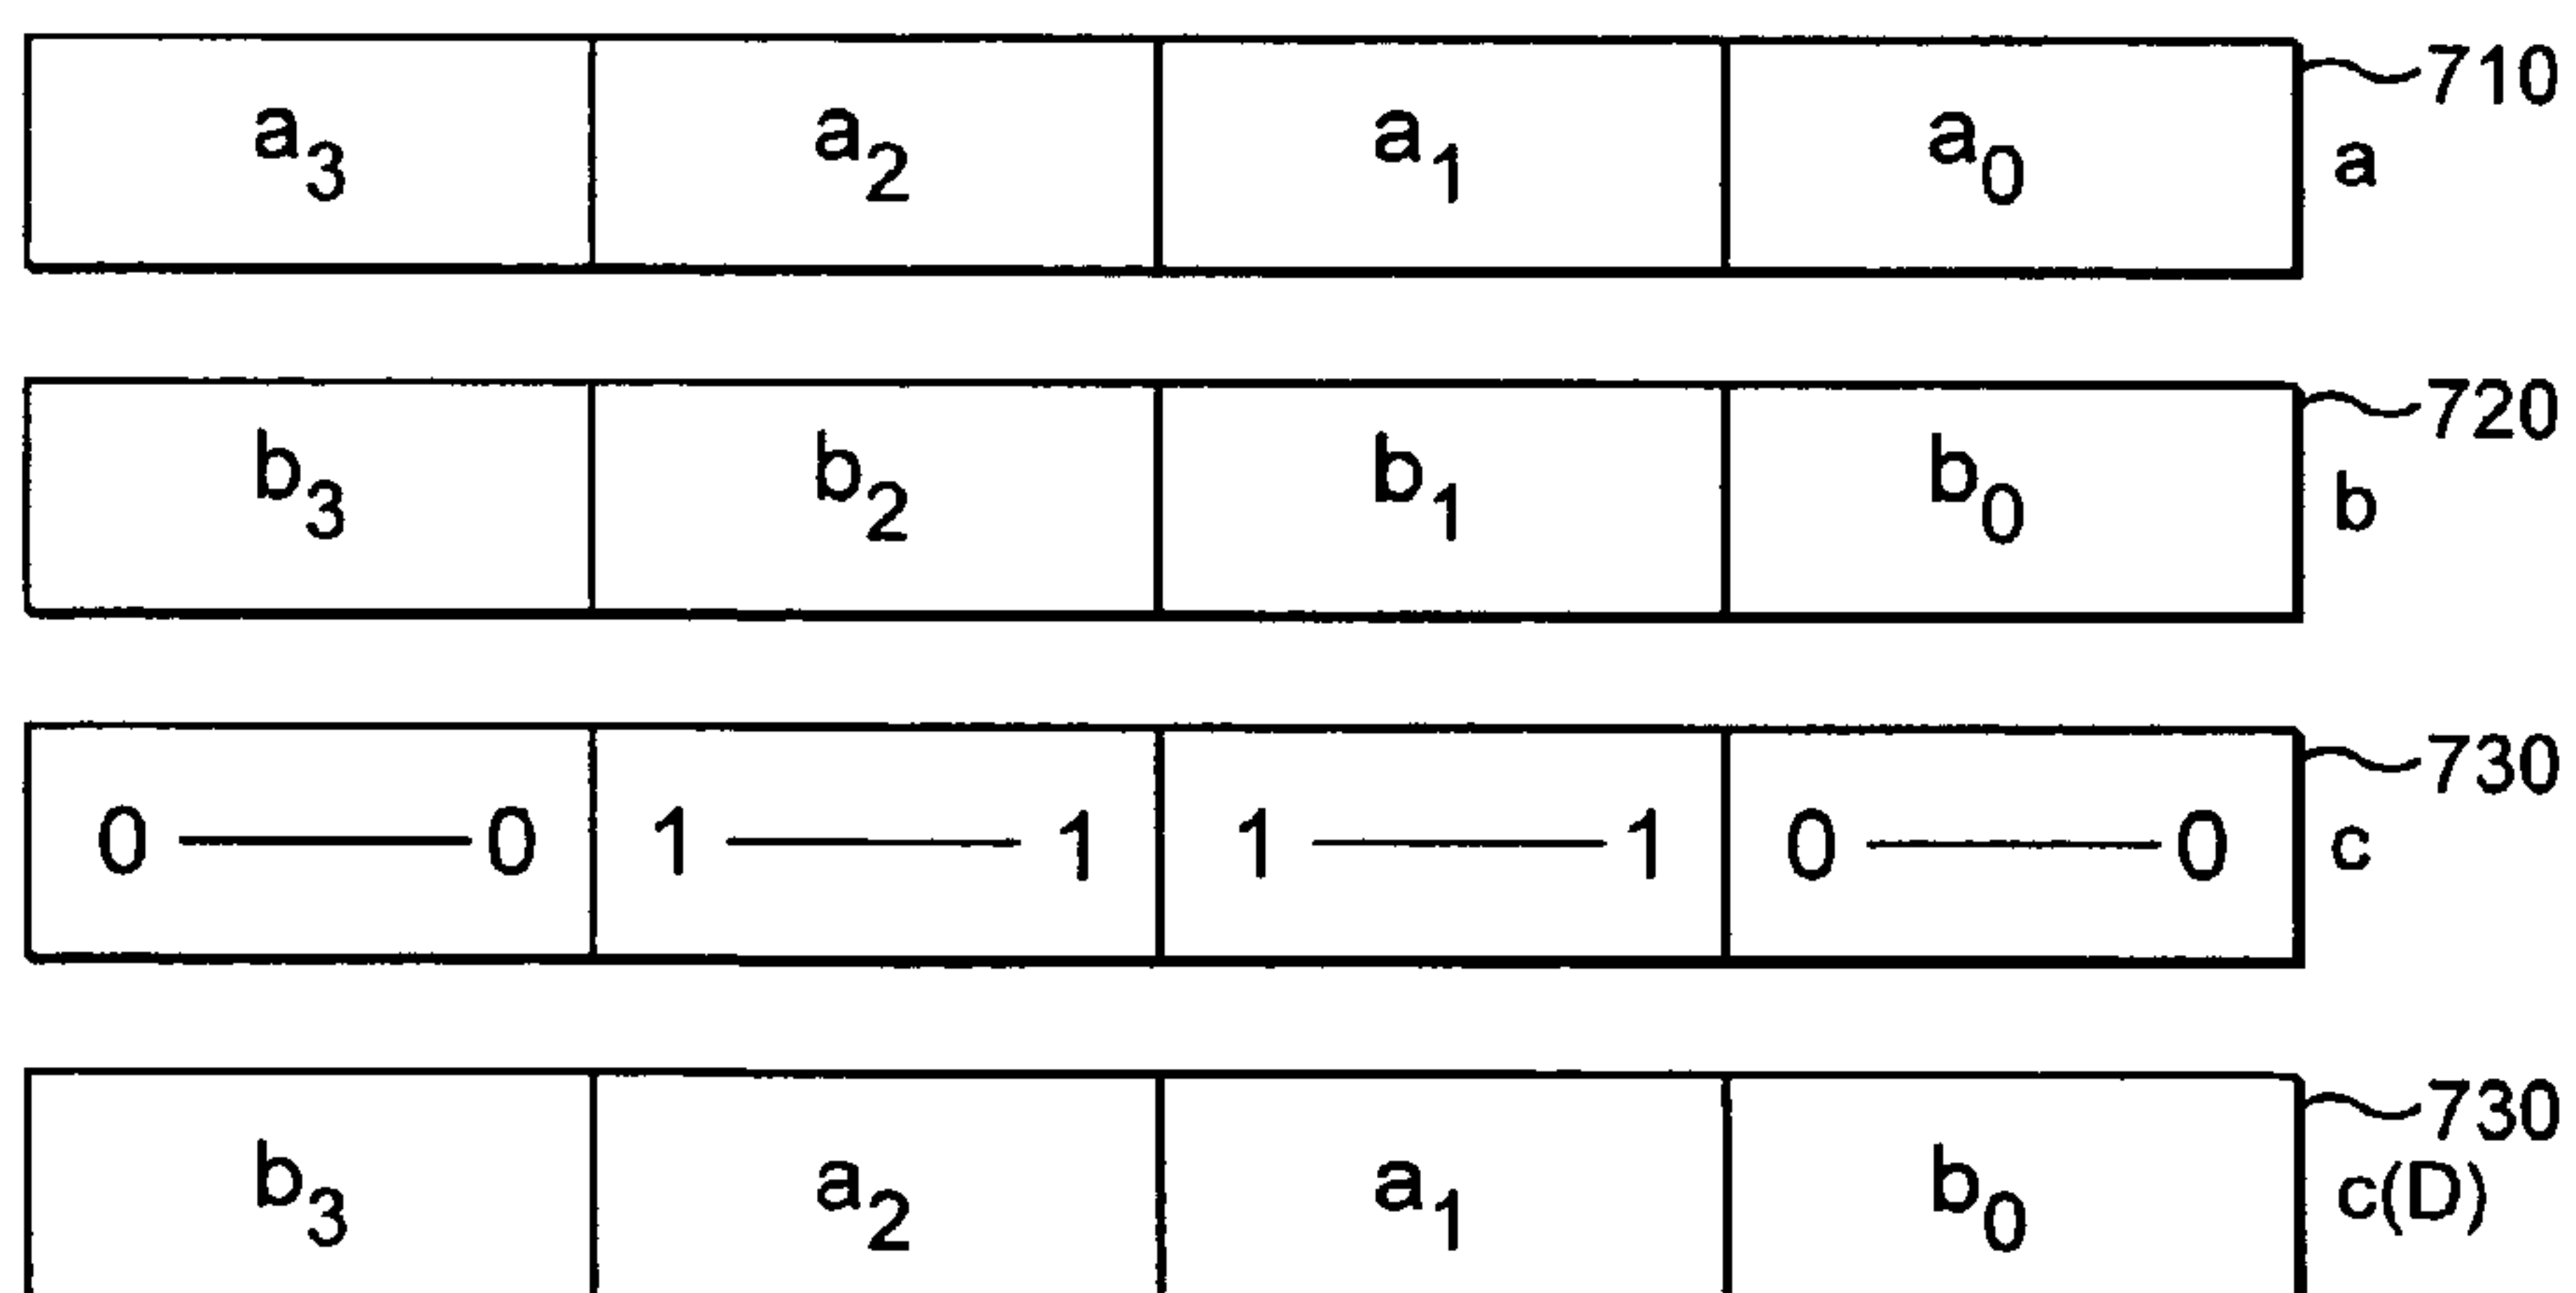 a₃ a₂ a₁ a₀ 710 a
b₃ b₂ b₁ b₀ 720 b
0 — 0 1 — 1 1 — 1 0 — 0 730 c
b₃ a₂ a₁ b₀ 730 c(D)